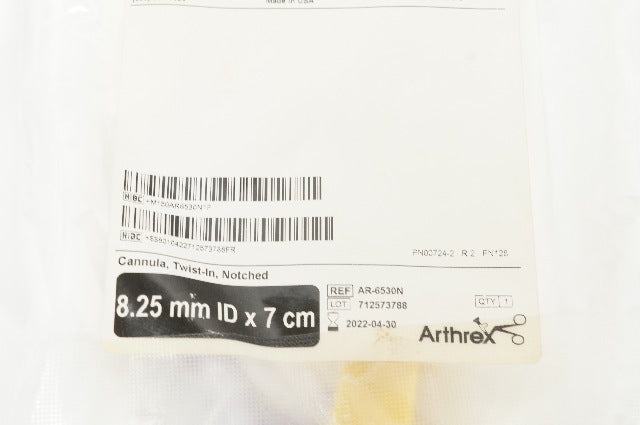 Made in USA
PN00724-2 R 2 FN128
Cannula, Twist-In, Notched
8.25 mm ID x 7 cm
REF AR-6530N
LOT 712573788
2022-04-30
QTY 1
Arthrex